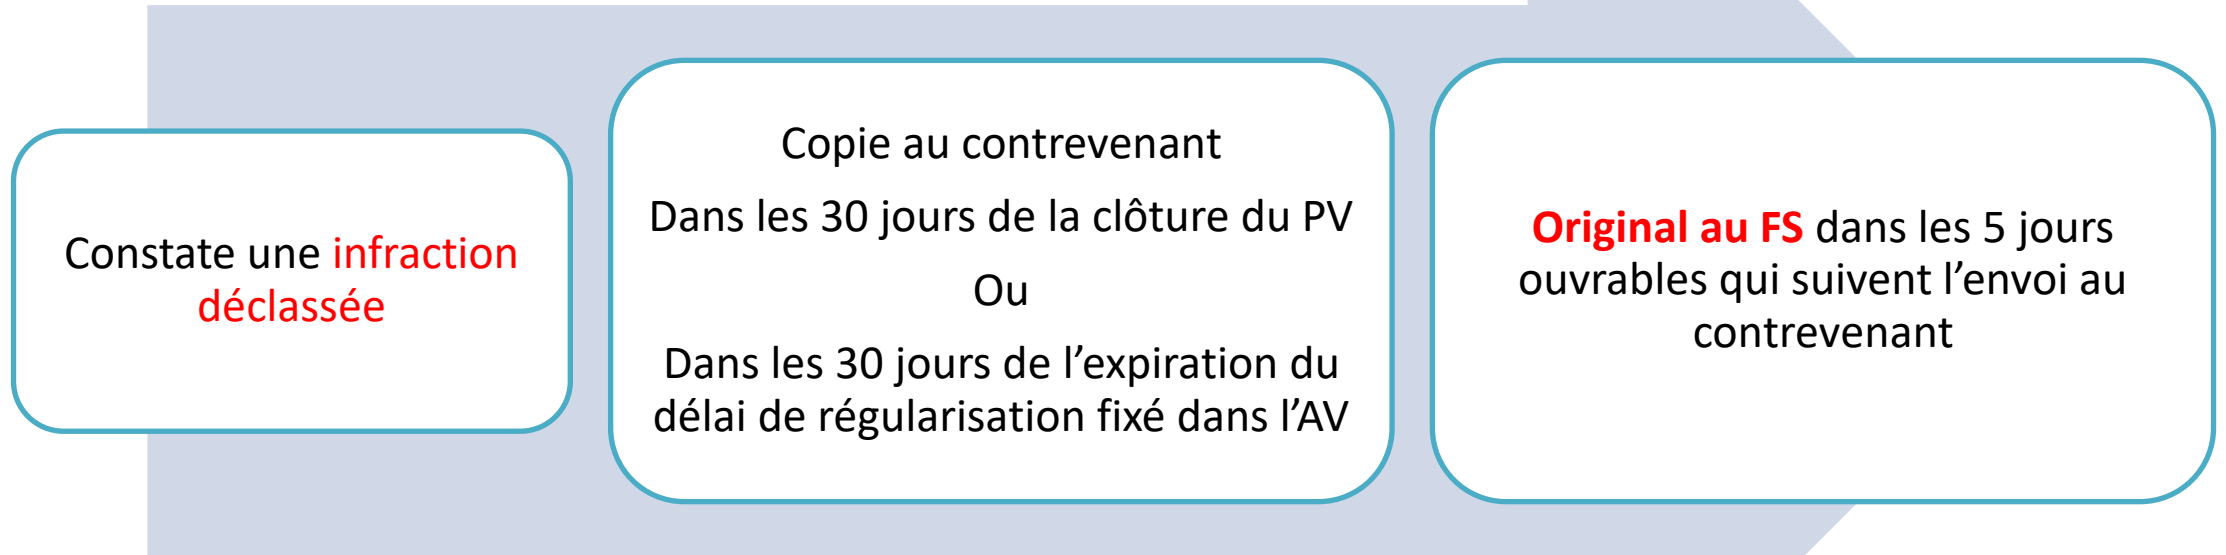 Constate une infraction
déclassée
Copie au contrevenant
Dans les 30 jours de la clôture du PV
Ou
Dans les 30 jours de l’expiration du
délai de régularisation fixé dans l’AV
Original au FS dans les 5 jours
ouvrables qui suivent l’envoi au
contrevenant